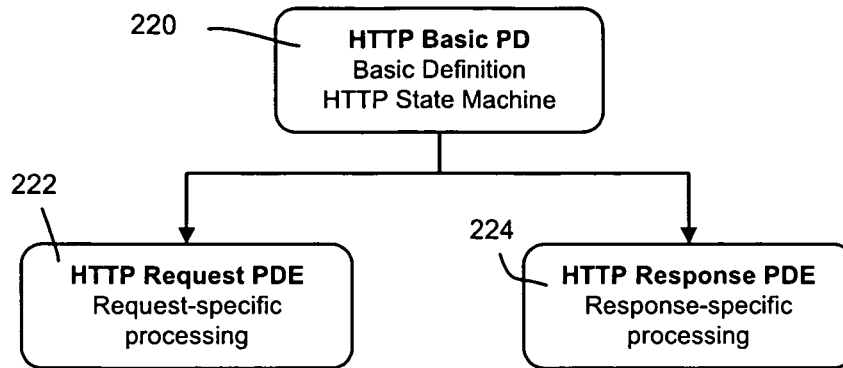 220
HTTP Basic PD
Basic Definition
HTTP State Machine
222
HTTP Request PDE
Request-specific
processing
224
HTTP Response PDE
Response-specific
processing